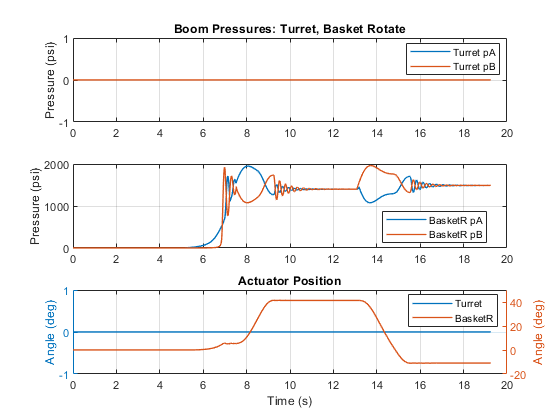 Boom Pressures: Turret, Basket Rotate
Pressure (psi)
1
0
-1
Turret pA
Turret pB
0 2 4 6 8 10 12 14 16 18 20
Pressure (psi)
2000
1000
0
BasketR pA
BasketR pB
0 2 4 6 8 10 12 14 16 18 20
Actuator Position
Angle (deg)
1
0
-1
Turret
BasketR
40
20
0
-20
Angle (deg)
0 2 4 6 8 10 12 14 16 18 20
Time (s)